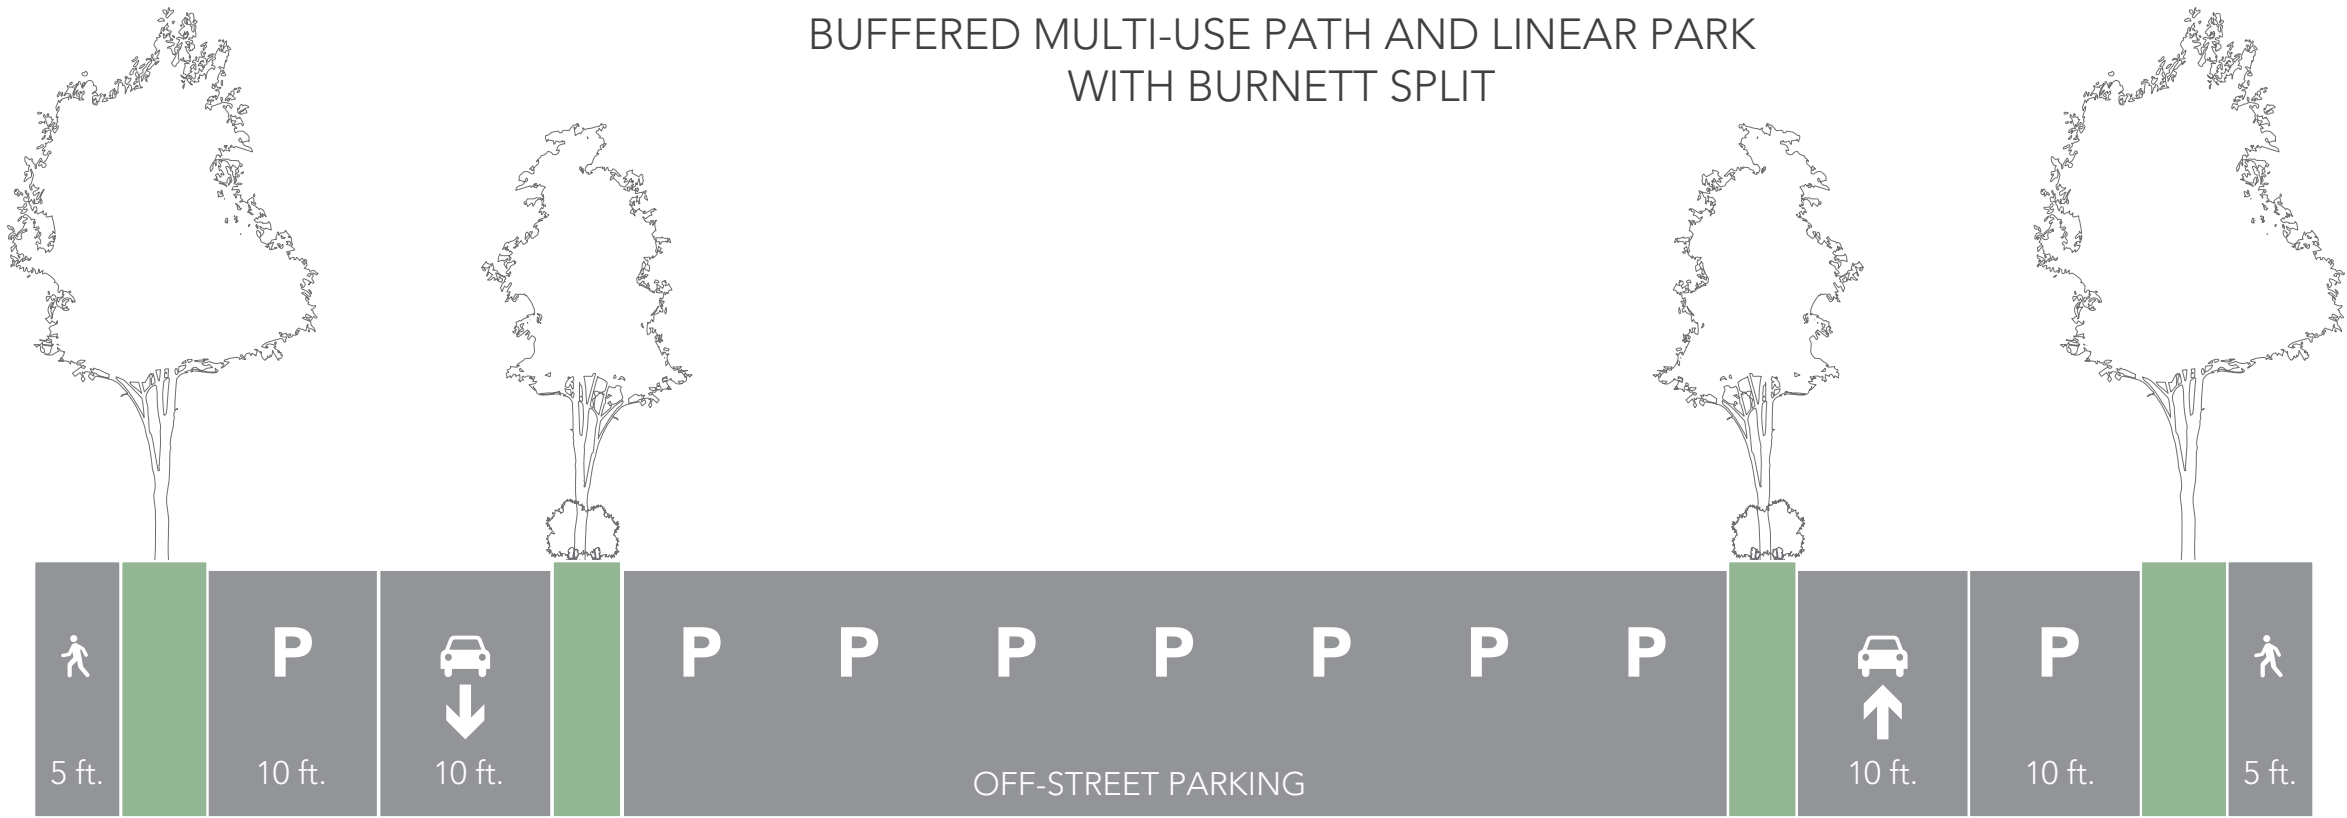 BUFFERED MULTI-USE PATH AND LINEAR PARK
WITH BURNETT SPLIT
P P P P P P P P P
5 ft. 10 ft. 10 ft. OFF-STREET PARKING 10 ft. 10 ft. 5 ft.